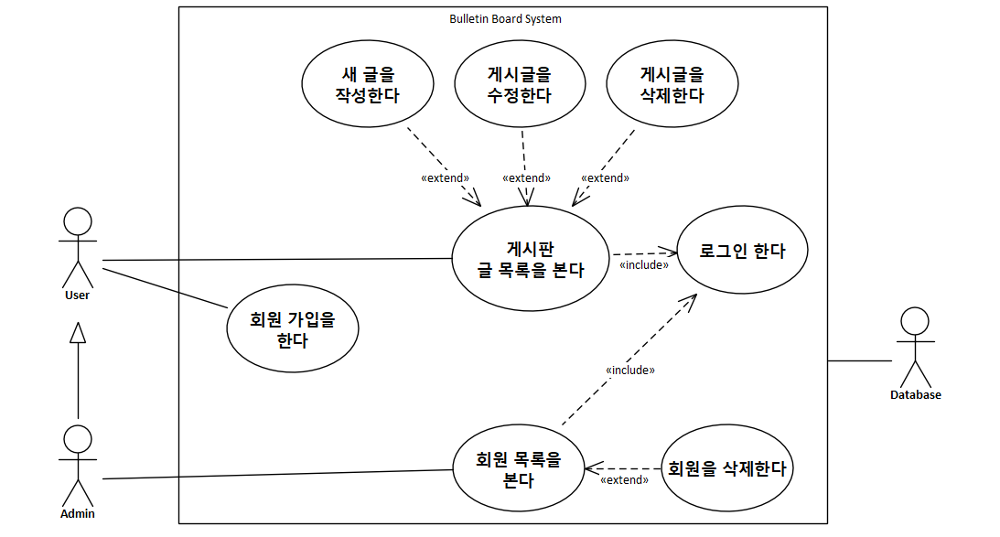 Bulletin Board System
새 글을
작성한다
게시글을
수정한다
게시글을
삭제한다
«extend»
«extend»
«extend»
게시판
글 목록을 본다
로그인 한다
«include»
User
회원 가입을
한다
«include»
Database
회원 목록을
본다
회원을 삭제한다
«extend»
Admin